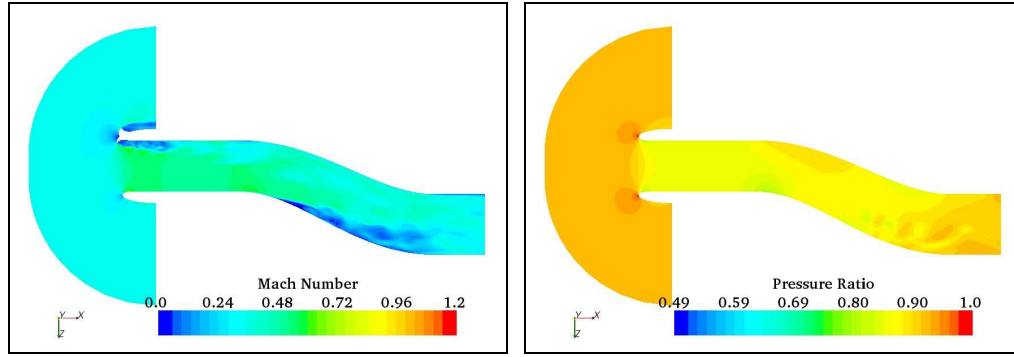 Mach Number
0.0 0.24 0.48 0.72 0.96 1.2
Y X
Z
Pressure Ratio
0.49 0.59 0.69 0.80 0.90 1.0
Y X
Z